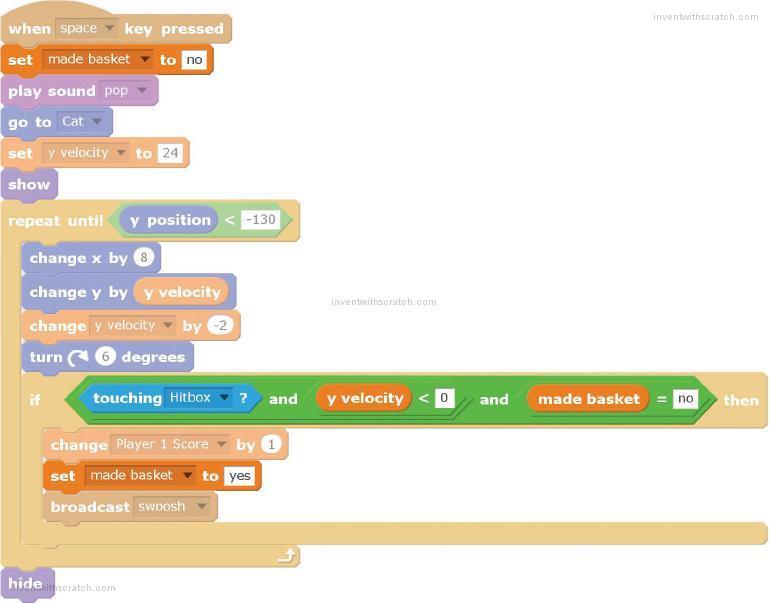 inventwithscratch.com
when space key pressed
set made basket to no
play sound pop
go to Cat
set y velocity to 24
show
repeat until y position < -130
change x by 8
change y by y velocity
inventwithscratch.com
change y velocity by -2
turn 6 degrees
if touching Hitbox ? and y velocity < 0 and made basket = no then
change Player 1 Score by 1
set made basket to yes
broadcast swoosh
hide
inventwithscratch.com